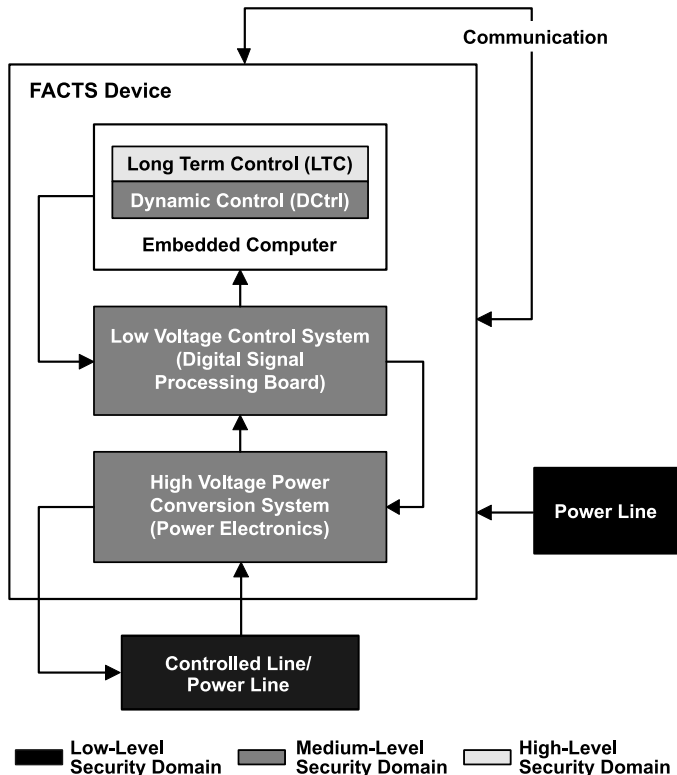 Communication
FACTS Device
Long Term Control (LTC)
Dynamic Control (DCtrl)
Embedded Computer
Low Voltage Control System
(Digital Signal
Processing Board)
High Voltage Power
Conversion System
(Power Electronics)
Power Line
Controlled Line/
Power Line
Low-Level
Security Domain
Medium-Level
Security Domain
High-Level
Security Domain